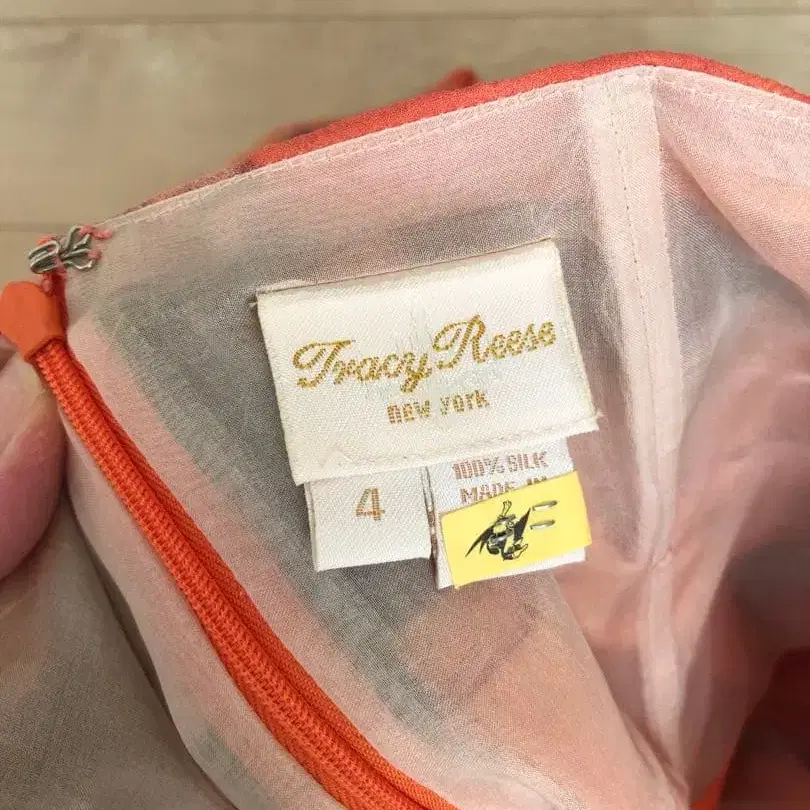 Tracy Reese
new york
4
100% SILK
MADE IN